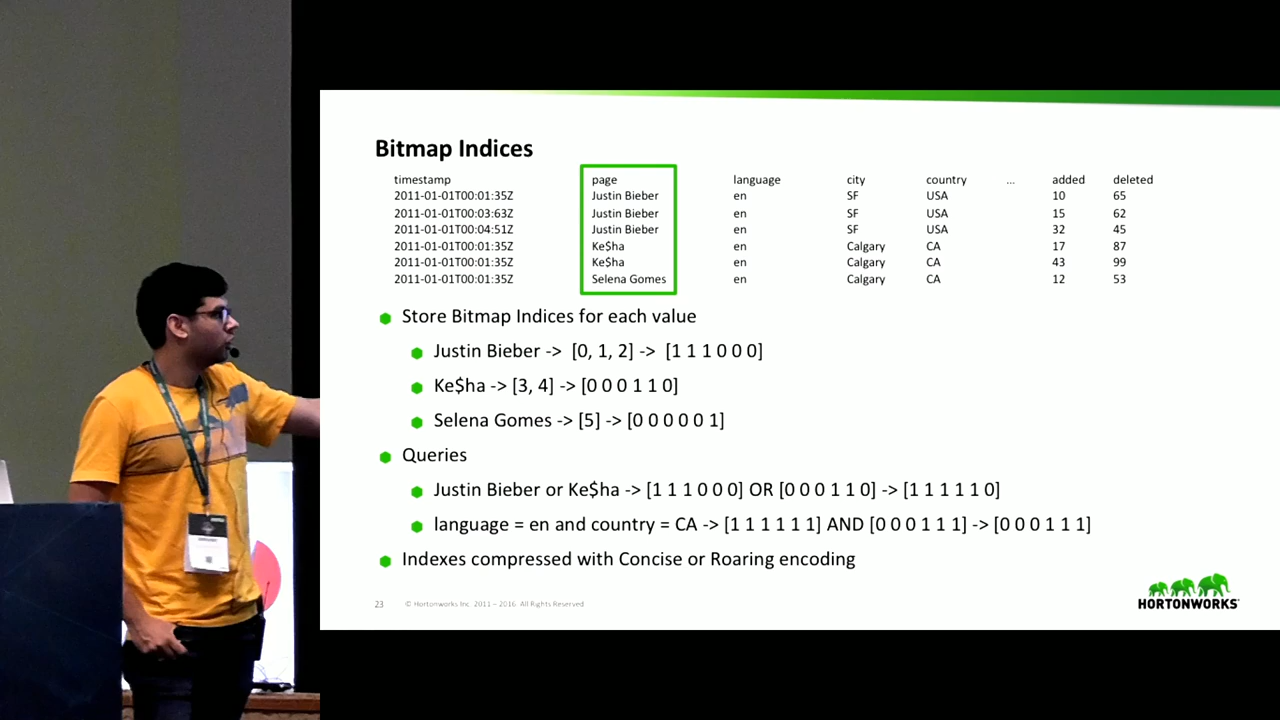 Bitmap Indices
timestamp page language city country ... added deleted
2011-01-01T00:01:35Z Justin Bieber en SF USA 10 65
2011-01-01T00:03:63Z Justin Bieber en SF USA 15 62
2011-01-01T00:04:51Z Justin Bieber en SF USA 32 45
2011-01-01T00:01:35Z Ke$ha en Calgary CA 17 87
2011-01-01T00:01:35Z Ke$ha en Calgary CA 43 99
2011-01-01T00:01:35Z Selena Gomes en Calgary CA 12 53
Store Bitmap Indices for each value
Justin Bieber -> [0, 1, 2] -> [1 1 1 0 0 0]
Ke$ha -> [3, 4] -> [0 0 0 1 1 0]
Selena Gomes -> [5] -> [0 0 0 0 0 1]
Queries
Justin Bieber or Ke$ha -> [1 1 1 0 0 0] OR [0 0 0 1 1 0] -> [1 1 1 1 1 0]
language = en and country = CA -> [1 1 1 1 1 1] AND [0 0 0 1 1 1] -> [0 0 0 1 1 1]
Indexes compressed with Concise or Roaring encoding
23 © Hortonworks Inc. 2011 – 2016. All Rights Reserved
HORTONWORKS